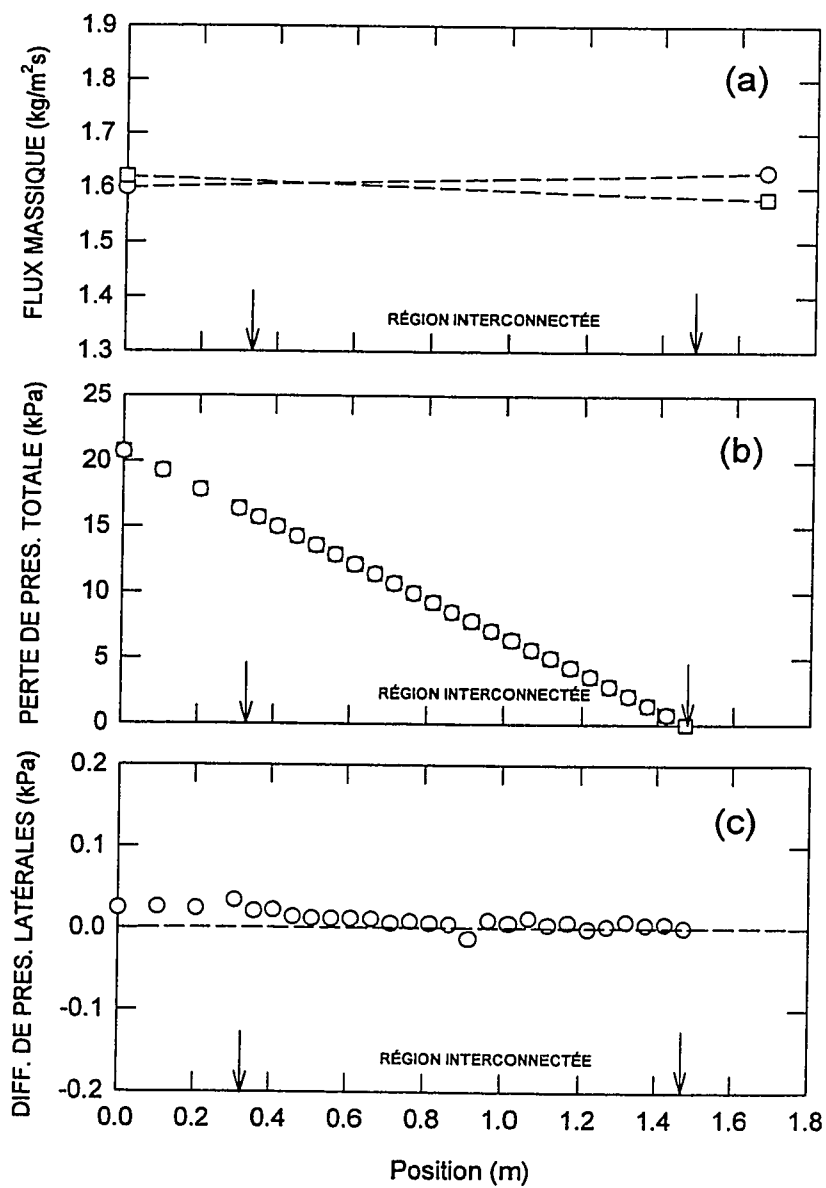 1.9
1.8
1.7
1.6
1.5
1.4
1.3
FLUX MASSIQUE (kg/m²s)
(a)
RÉGION INTERCONNECTÉE
25
20
15
10
5
0
PERTE DE PRES. TOTALE (kPa)
(b)
RÉGION INTERCONNECTÉE
0.2
0.1
0.0
-0.1
-0.2
DIFF. DE PRES. LATÉRALES (kPa)
(c)
RÉGION INTERCONNECTÉE
0.0 0.2 0.4 0.6 0.8 1.0 1.2 1.4 1.6 1.8
Position (m)